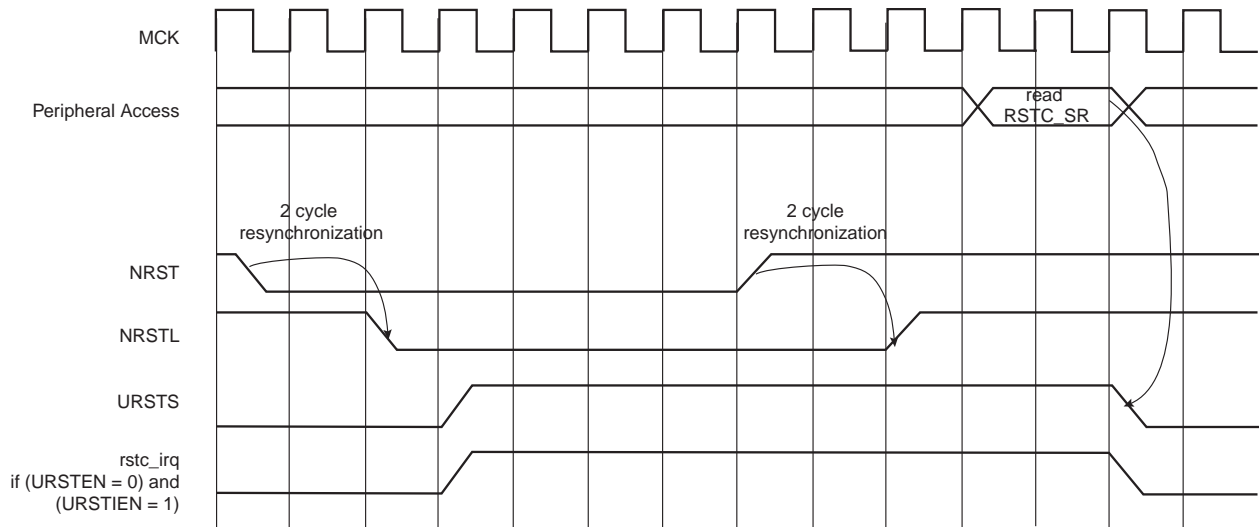 MCK
Peripheral Access
read
RSTC_SR
2 cycle
resynchronization
2 cycle
resynchronization
NRST
NRSTL
URSTS
rstc_irq
if (URSTEN = 0) and
(URSTIEN = 1)